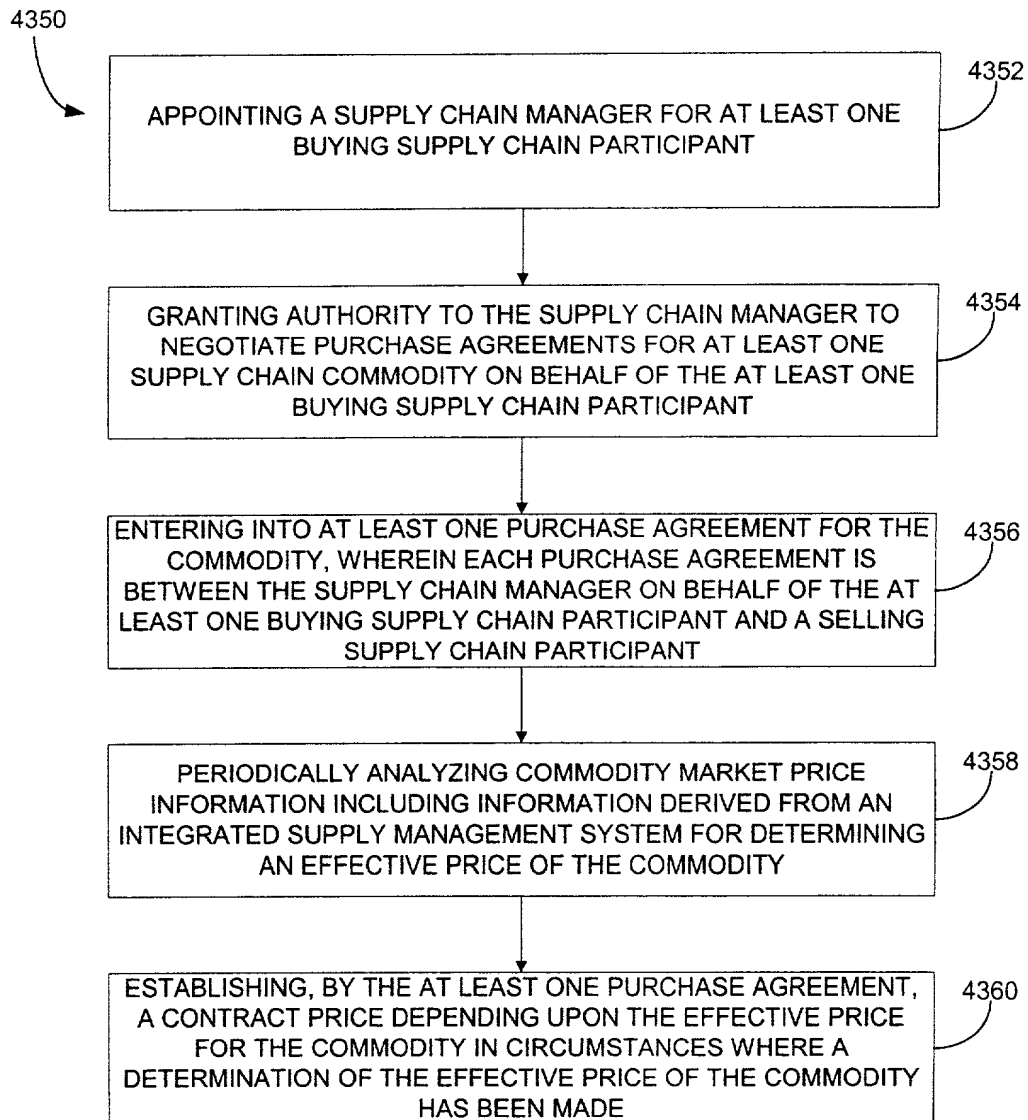 4350
4352
APPOINTING A SUPPLY CHAIN MANAGER FOR AT LEAST ONE
BUYING SUPPLY CHAIN PARTICIPANT
4354
GRANTING AUTHORITY TO THE SUPPLY CHAIN MANAGER TO
NEGOTIATE PURCHASE AGREEMENTS FOR AT LEAST ONE
SUPPLY CHAIN COMMODITY ON BEHALF OF THE AT LEAST ONE
BUYING SUPPLY CHAIN PARTICIPANT
4356
ENTERING INTO AT LEAST ONE PURCHASE AGREEMENT FOR THE
COMMODITY, WHEREIN EACH PURCHASE AGREEMENT IS
BETWEEN THE SUPPLY CHAIN MANAGER ON BEHALF OF THE AT
LEAST ONE BUYING SUPPLY CHAIN PARTICIPANT AND A SELLING
SUPPLY CHAIN PARTICIPANT
4358
PERIODICALLY ANALYZING COMMODITY MARKET PRICE
INFORMATION INCLUDING INFORMATION DERIVED FROM AN
INTEGRATED SUPPLY MANAGEMENT SYSTEM FOR DETERMINING
AN EFFECTIVE PRICE OF THE COMMODITY
4360
ESTABLISHING, BY THE AT LEAST ONE PURCHASE AGREEMENT,
A CONTRACT PRICE DEPENDING UPON THE EFFECTIVE PRICE
FOR THE COMMODITY IN CIRCUMSTANCES WHERE A
DETERMINATION OF THE EFFECTIVE PRICE OF THE COMMODITY
HAS BEEN MADE